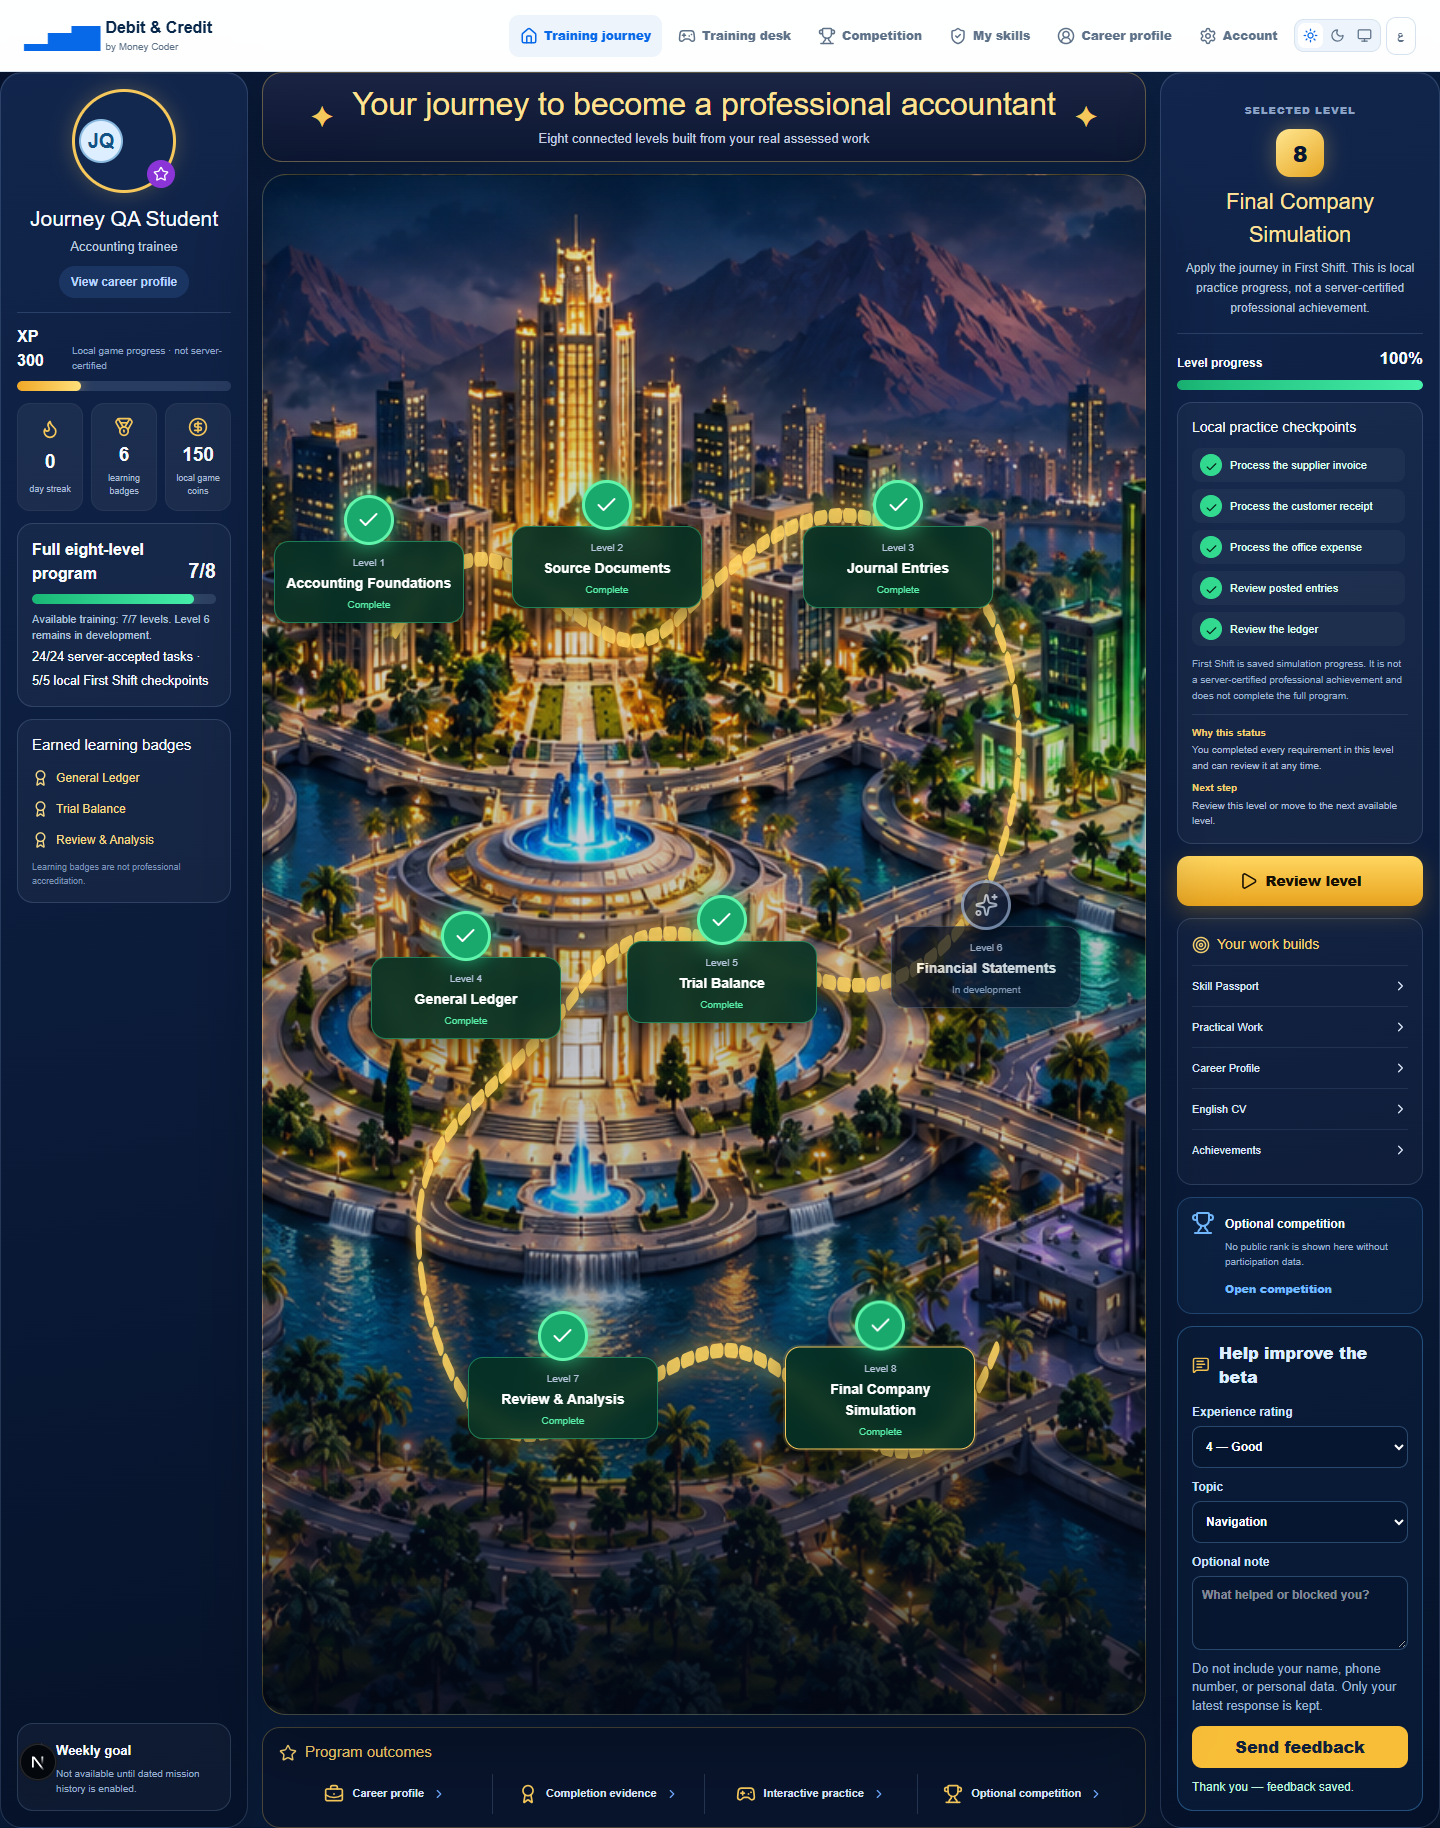 Debit & Credit
by Money Coder
Training journey
Training desk
Competition
My skills
Career profile
Account
ع
JQ
Journey QA Student
Accounting trainee
View career profile
XP
300
Local game progress · not server-
certified
0
day streak
6
learning
badges
150
local game
coins
Full eight-level
program
7/8
Available training: 7/7 levels. Level 6
remains in development.
24/24 server-accepted tasks ·
5/5 local First Shift checkpoints
Earned learning badges
General Ledger
Trial Balance
Review & Analysis
Learning badges are not professional
accreditation.
N
Weekly goal
Not available until dated mission
history is enabled.
Your journey to become a professional accountant
Eight connected levels built from your real assessed work
Level 1
Accounting Foundations
Complete
Level 2
Source Documents
Complete
Level 3
Journal Entries
Complete
Level 4
General Ledger
Complete
Level 5
Trial Balance
Complete
Level 6
Financial Statements
In development
Level 7
Review & Analysis
Complete
Level 8
Final Company
Simulation
Complete
Program outcomes
Career profile
Completion evidence
Interactive practice
Optional competition
SELECTED LEVEL
8
Final Company
Simulation
Apply the journey in First Shift. This is local
practice progress, not a server-certified
professional achievement.
Level progress
100%
Local practice checkpoints
Process the supplier invoice
Process the customer receipt
Process the office expense
Review posted entries
Review the ledger
First Shift is saved simulation progress. It is not
a server-certified professional achievement and
does not complete the full program.
Why this status
You completed every requirement in this level
and can review it at any time.
Next step
Review this level or move to the next available
level.
Review level
Your work builds
Skill Passport
Practical Work
Career Profile
English CV
Achievements
Optional competition
No public rank is shown here without
participation data.
Open competition
Help improve the
beta
Experience rating
4 — Good
Topic
Navigation
Optional note
What helped or blocked you?
Do not include your name, phone
number, or personal data. Only your
latest response is kept.
Send feedback
Thank you — feedback saved.